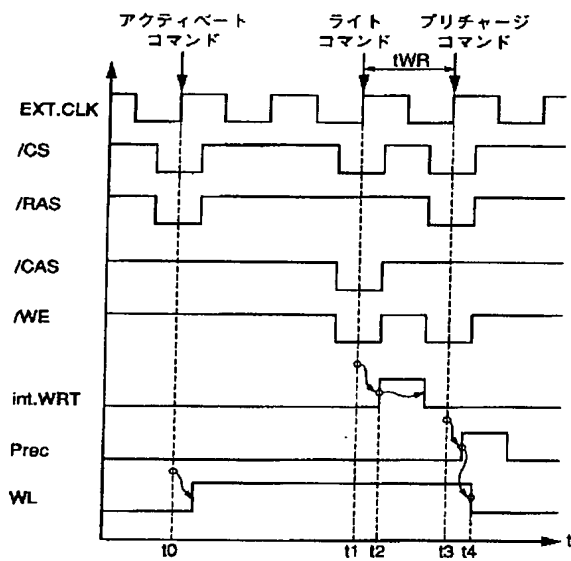 アクティベート
コマンド
ライト
コマンド
プリチャージ
コマンド
tWR
EXT.CLK
/CS
/RAS
/CAS
/WE
int.WRT
Prec
WL
t0
t1
t2
t3
t4
t